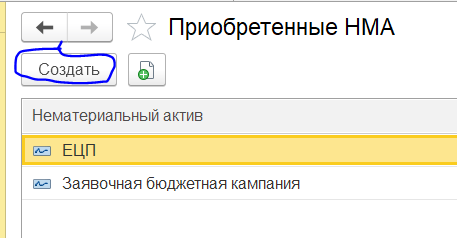 Приобретенные НМА
Создать
Нематериальный актив
ЕЦП
Заявочная бюджетная кампания